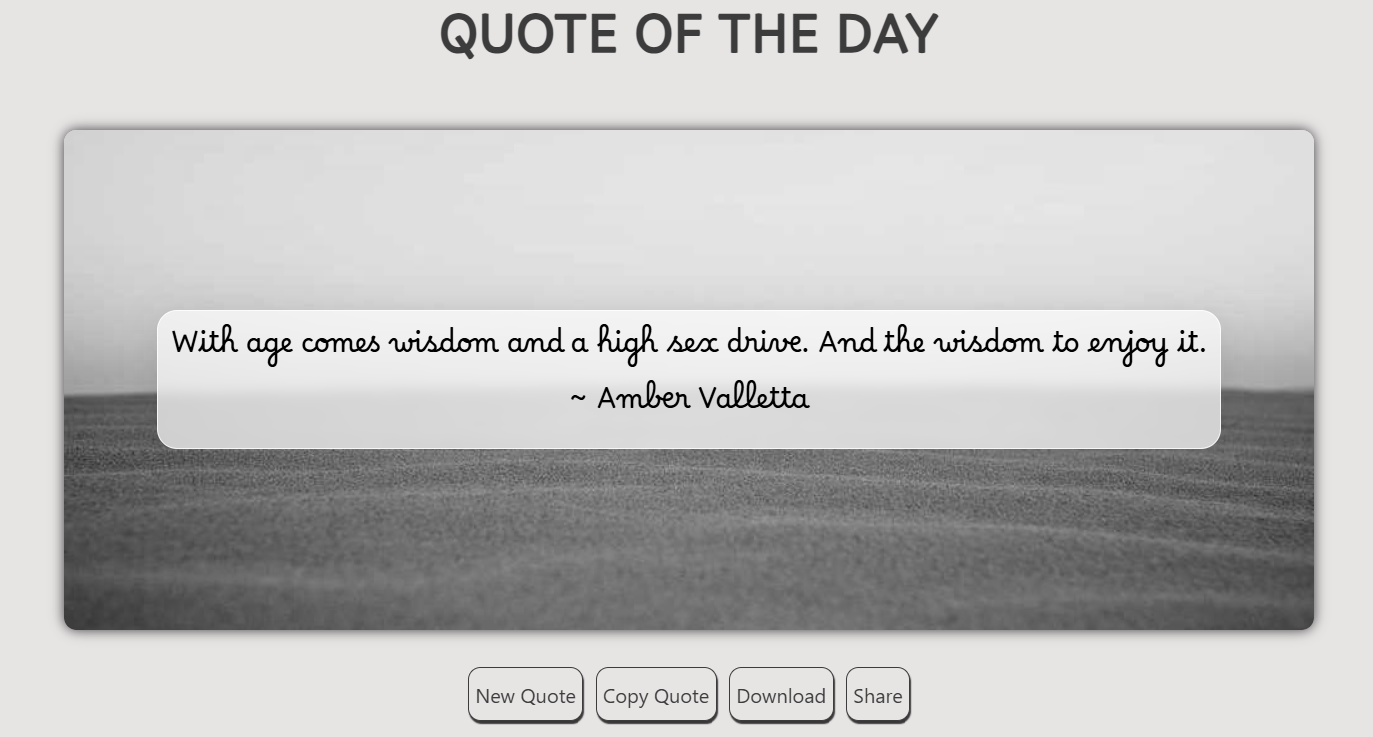 QUOTE OF THE DAY
With age comes wisdom and a high sex drive. And the wisdom to enjoy it.
~ Amber Valletta
New Quote
Copy Quote
Download
Share